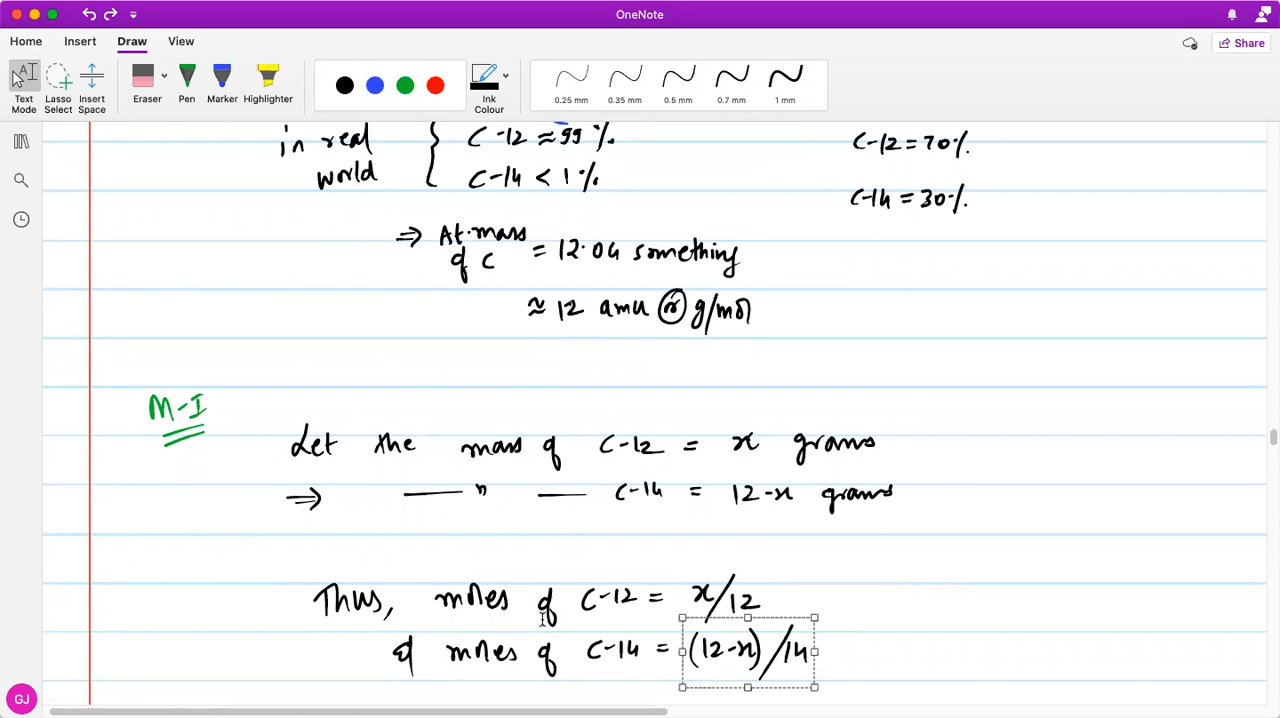 OneNote
Home Insert Draw View
Share
Text Mode
Lasso Select
Insert Space
Eraser
Pen
Marker
Highlighter
Ink Colour
0.25 mm
0.35 mm
0.5 mm
0.7 mm
1 mm
in real world
C-12 ≈ 99%
C-14 < 1%
C-12 = 70%
C-14 = 30%
⇒ At. mass of C = 12.04 something
≈ 12 amu or g/mol
M-I
Let the mass of C-12 = x grams
⇒ —— " —— C-14 = 12-x grams
Thus, moles of C-12 = x/12
& moles of C-14 = (12-x)/14
GJ